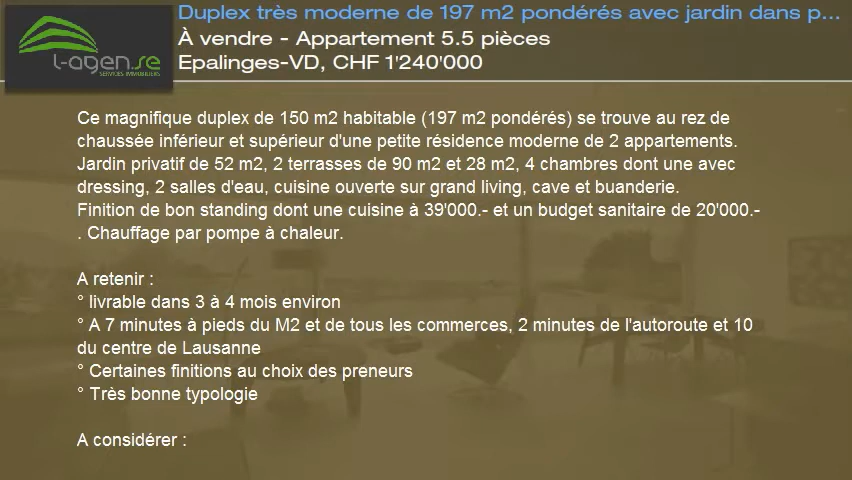 Duplex très moderne de 197 m2 pondérés avec jardin dans p...
l-agen.se
SERVICES IMMOBILIERS
À vendre - Appartement 5.5 pièces
Epalinges-VD, CHF 1'240'000
Ce magnifique duplex de 150 m2 habitable (197 m2 pondérés) se trouve au rez de
chaussée inférieur et supérieur d'une petite résidence moderne de 2 appartements.
Jardin privatif de 52 m2, 2 terrasses de 90 m2 et 28 m2, 4 chambres dont une avec
dressing, 2 salles d'eau, cuisine ouverte sur grand living, cave et buanderie.
Finition de bon standing dont une cuisine à 39'000.- et un budget sanitaire de 20'000.-
. Chauffage par pompe à chaleur.
A retenir :
° livrable dans 3 à 4 mois environ
° A 7 minutes à pieds du M2 et de tous les commerces, 2 minutes de l'autoroute et 10
du centre de Lausanne
° Certaines finitions au choix des preneurs
° Très bonne typologie
A considérer :